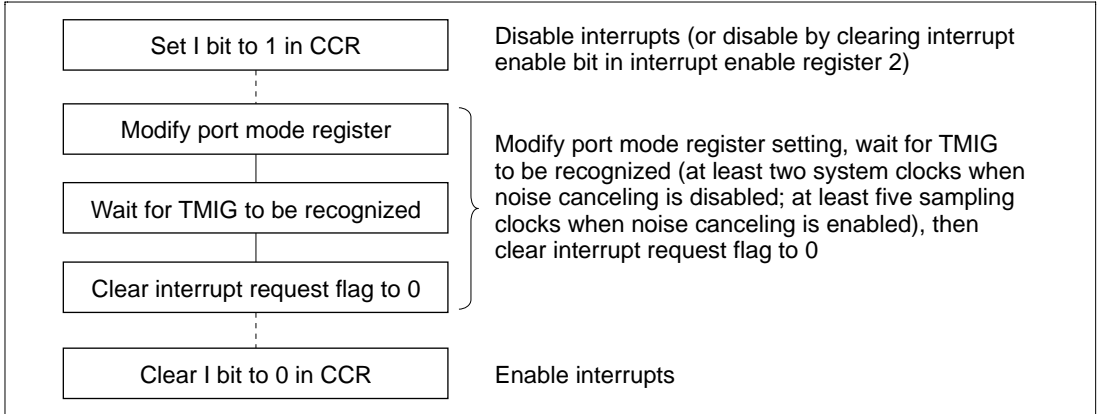 Set I bit to 1 in CCR
Disable interrupts (or disable by clearing interrupt
enable bit in interrupt enable register 2)
Modify port mode register
Wait for TMIG to be recognized
Clear interrupt request flag to 0
Modify port mode register setting, wait for TMIG
to be recognized (at least two system clocks when
noise canceling is disabled; at least five sampling
clocks when noise canceling is enabled), then
clear interrupt request flag to 0
Clear I bit to 0 in CCR
Enable interrupts